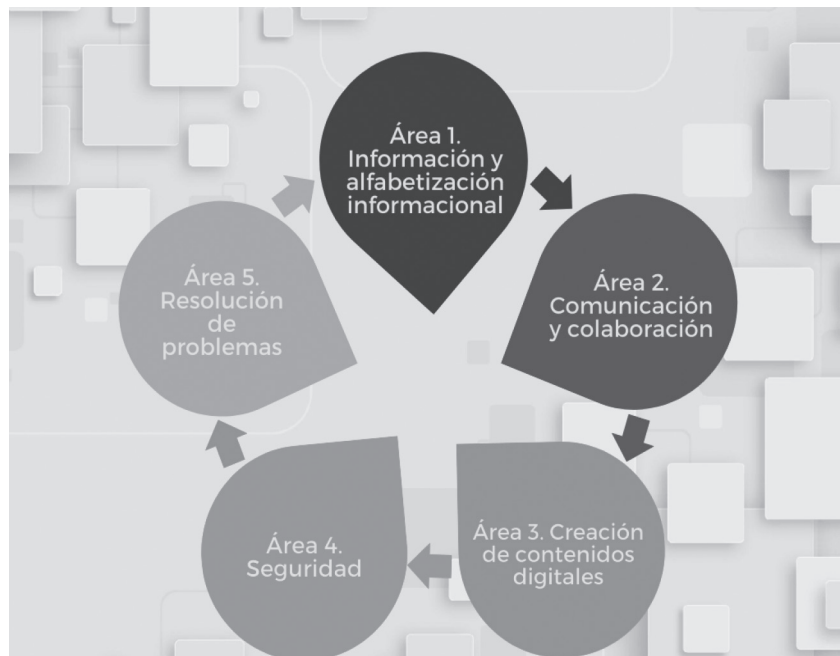 Área 1.
Información y
alfabetización
informacional
Área 2.
Comunicación
y colaboración
Área 3. Creación
de contenidos
digitales
Área 4.
Seguridad
Área 5.
Resolución
de
problemas